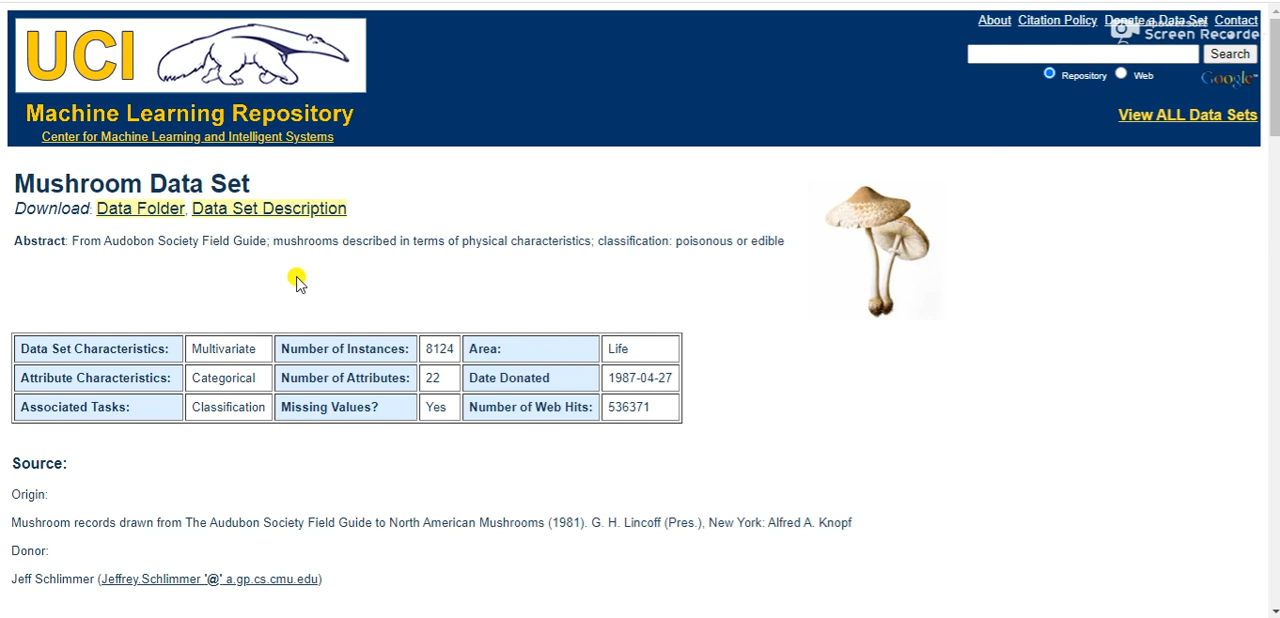 About Citation Policy Donate a Data Set Contact
Screen Recorde
UCI
Search
Repository Web
Google™
Machine Learning Repository
View ALL Data Sets
Center for Machine Learning and Intelligent Systems
Mushroom Data Set
Download: Data Folder, Data Set Description
Abstract: From Audobon Society Field Guide; mushrooms described in terms of physical characteristics; classification: poisonous or edible
Data Set Characteristics: Multivariate Number of Instances: 8124 Area: Life
Attribute Characteristics: Categorical Number of Attributes: 22 Date Donated 1987-04-27
Associated Tasks: Classification Missing Values? Yes Number of Web Hits: 536371
Source:
Origin:
Mushroom records drawn from The Audubon Society Field Guide to North American Mushrooms (1981). G. H. Lincoff (Pres.), New York: Alfred A. Knopf
Donor:
Jeff Schlimmer (Jeffrey.Schlimmer '@' a.gp.cs.cmu.edu)